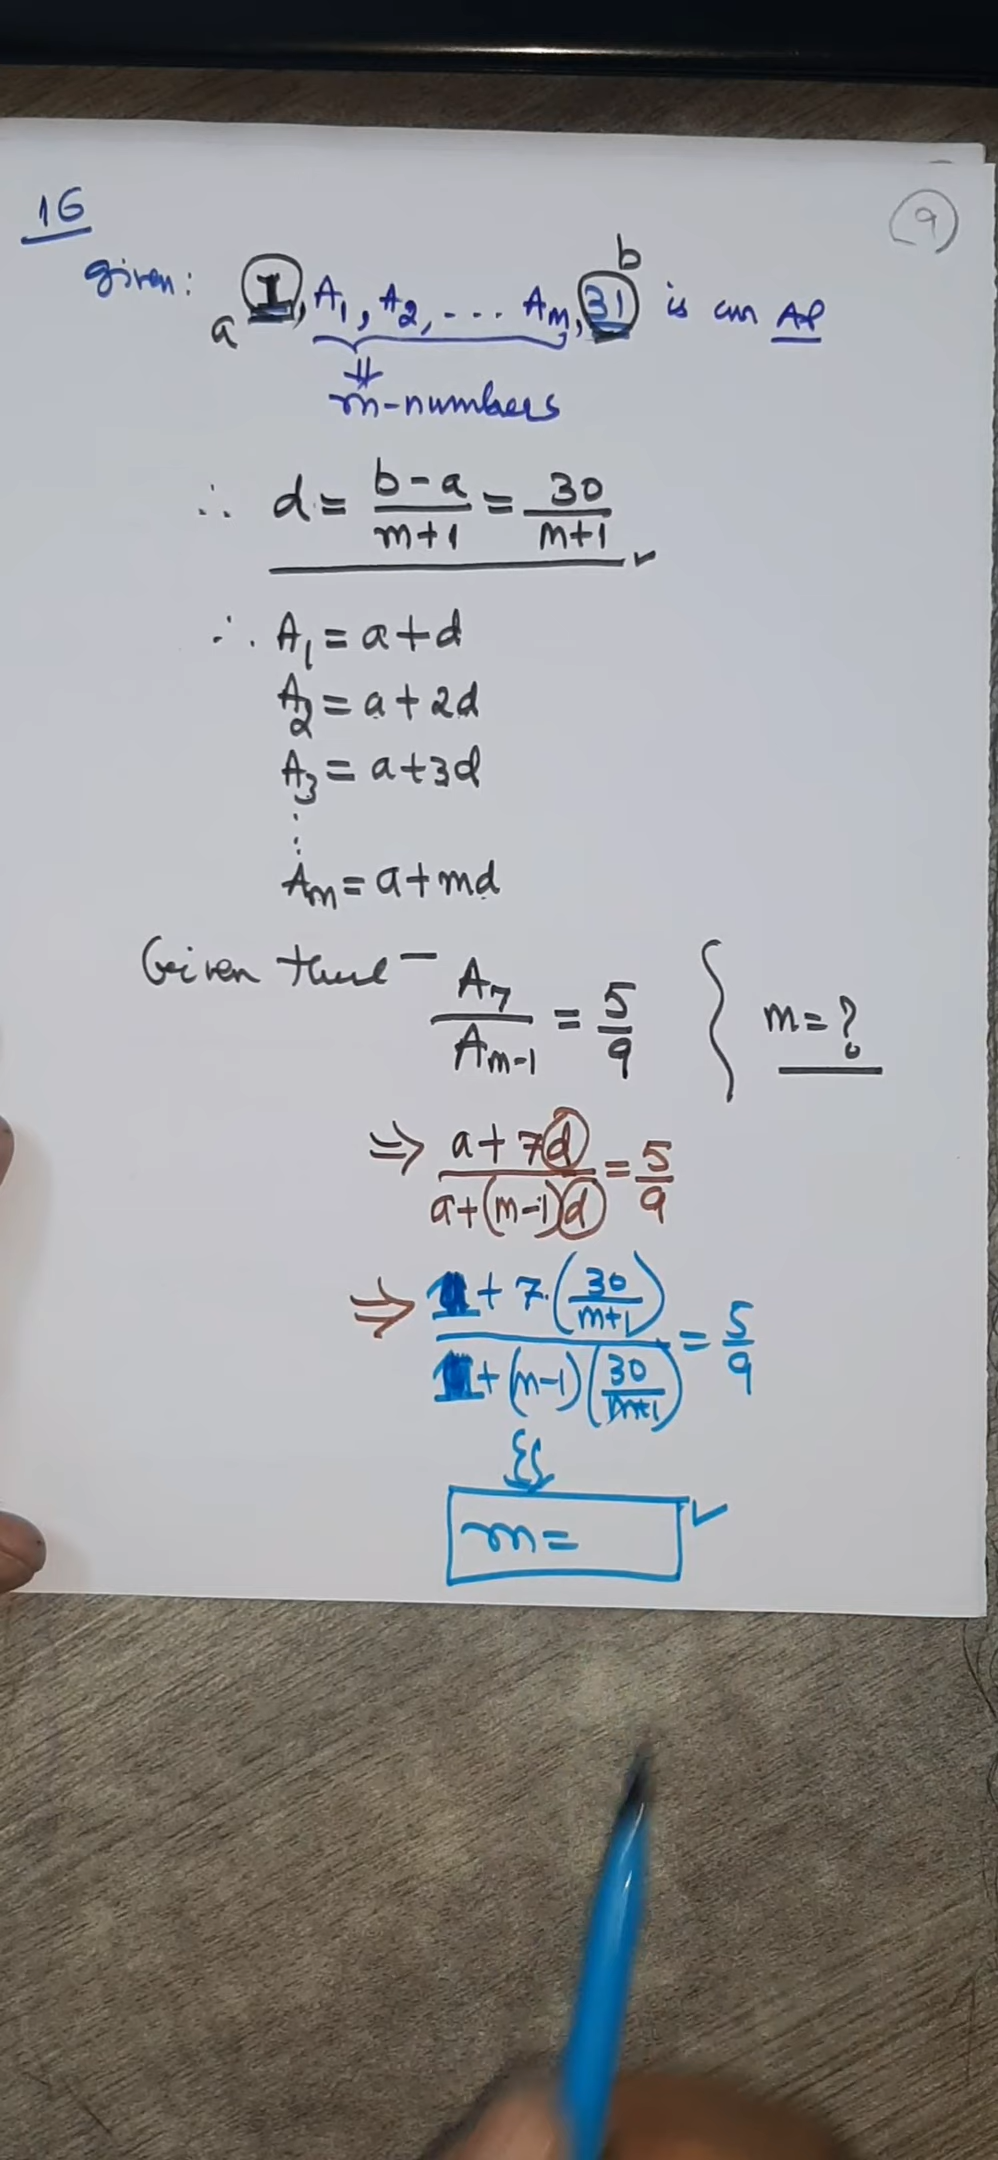 16
9
given: a 1, A₁, A₂, ... Aₘ, 31 b is an AP
m-numbers
∴ d = (b-a)/(m+1) = 30/(m+1) ✓
∴ A₁ = a+d
A₂ = a+2d
A₃ = a+3d
⋮
Aₘ = a+md
Given that - A₇/Aₘ₋₁ = 5/9 } m=?
⇒ (a+7d)/(a+(m-1)d) = 5/9
⇒ (1+7.(30/(m+1)))/(1+(m-1)(30/(m+1))) = 5/9
m= ✓